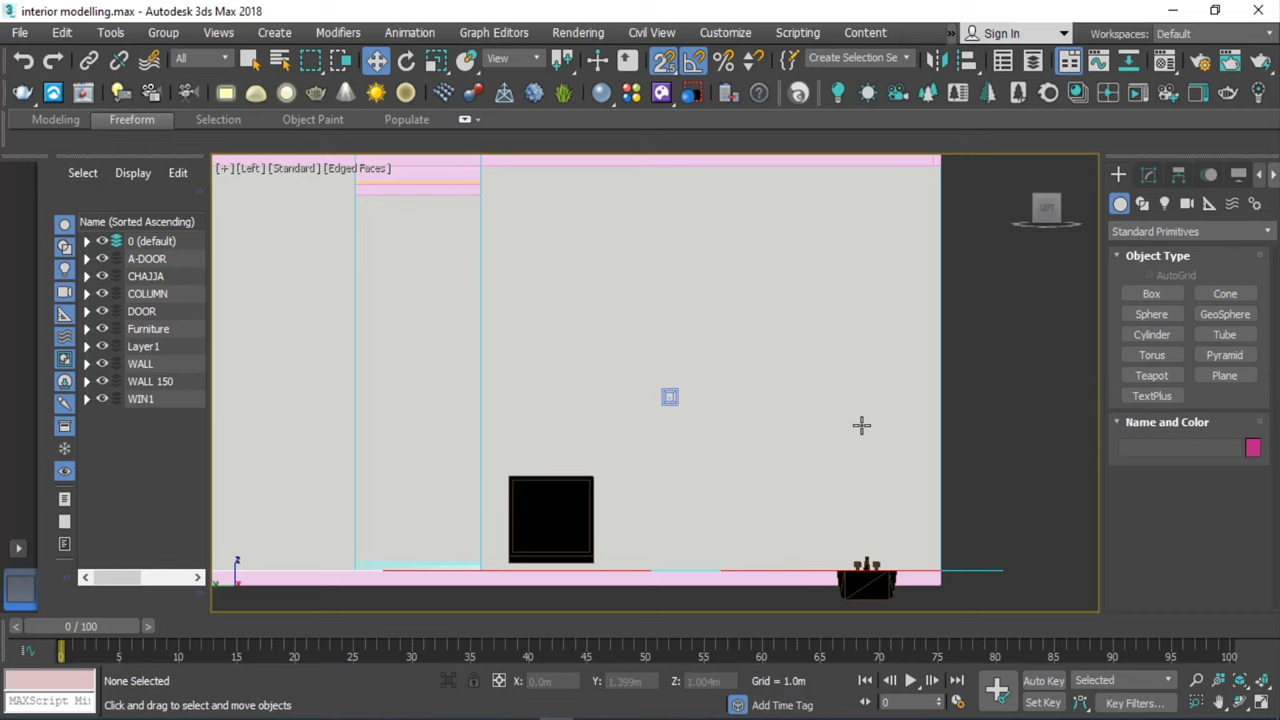 interior modelling.max - Autodesk 3ds Max 2018
File Edit Tools Group Views Create Modifiers Animation Graph Editors Rendering Civil View Customize Scripting Content » Sign In Workspaces: Default
All View Create Selection Se
Modeling Freeform Selection Object Paint Populate
[+] [Left] [Standard] [Edged Faces]
Select Display Edit
Name (Sorted Ascending)
0 (default)
A-DOOR
CHAJJA
COLUMN
DOOR
Furniture
Layer1
WALL
WALL 150
WIN1
Standard Primitives
Object Type
AutoGrid
Box Cone
Sphere GeoSphere
Cylinder Tube
Torus Pyramid
Teapot Plane
TextPlus
Name and Color
z
0 / 100
0 5 10 15 20 25 30 35 40 45 50 55 60 65 70 75 80 85 90 95 100
None Selected X: 0.0m Y: 1.399m Z: 1.004m Grid = 1.0m Auto Key Selected
MAXScript Mi Click and drag to select and move objects Add Time Tag 0 Set Key Key Filters...